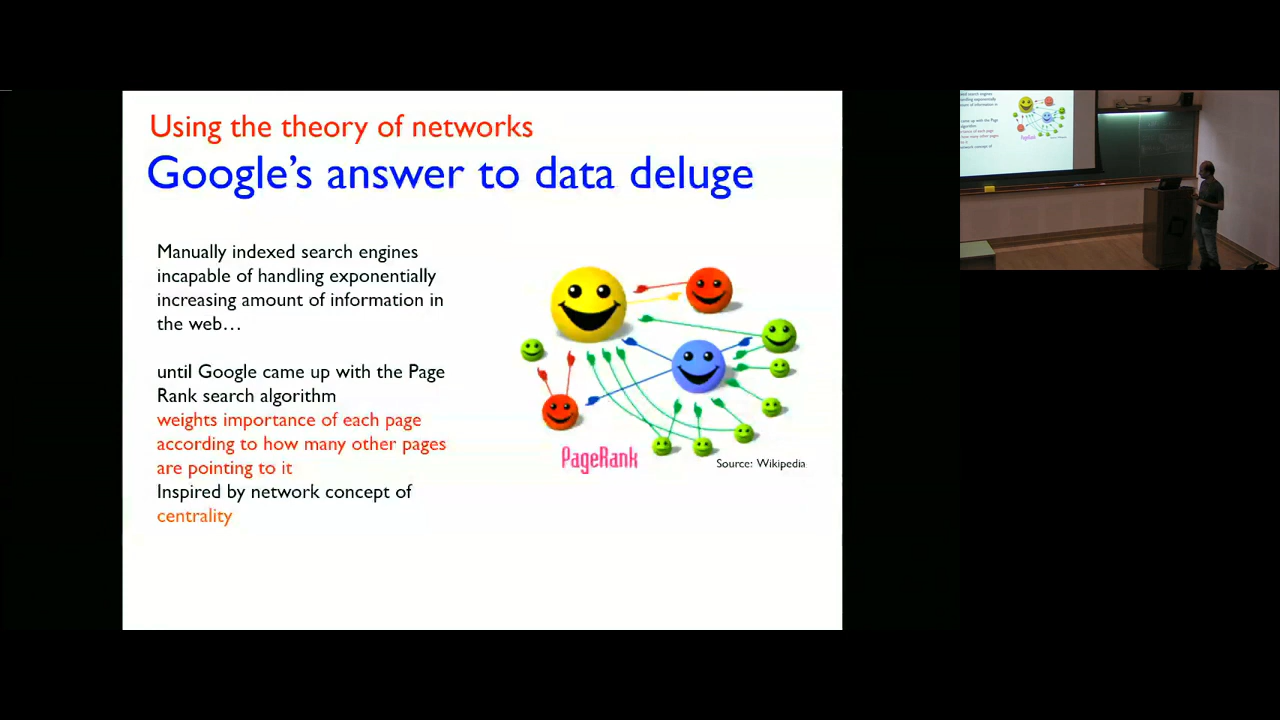 Using the theory of networks
Google's answer to data deluge
Manually indexed search engines
incapable of handling exponentially
increasing amount of information in
the web…
until Google came up with the Page
Rank search algorithm
weights importance of each page
according to how many other pages
are pointing to it
Inspired by network concept of
centrality
PageRank
Source: Wikipedia